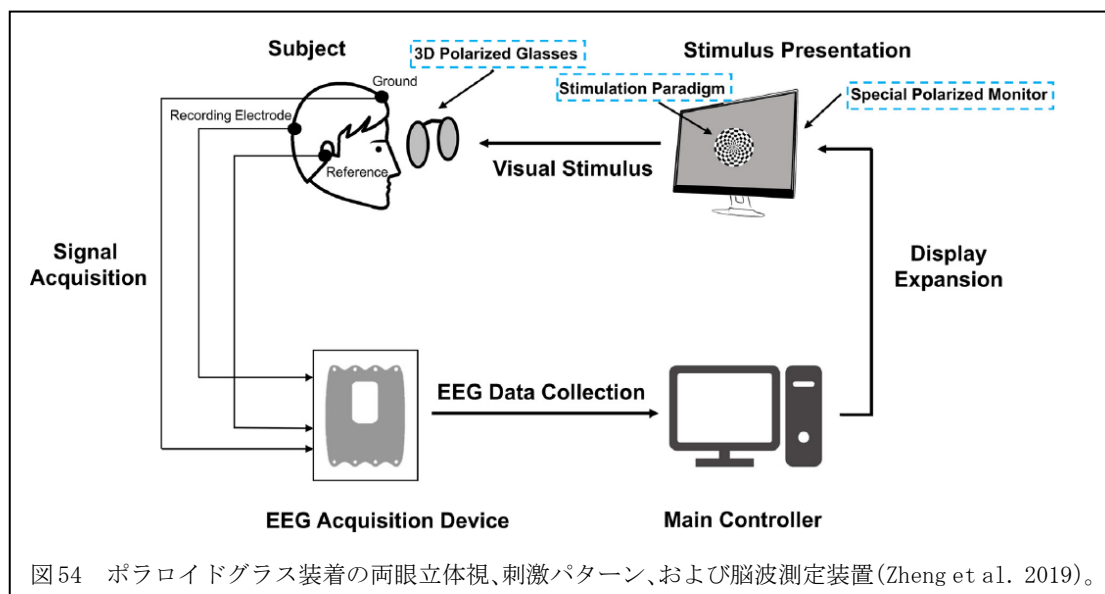 Subject
3D Polarized Glasses
Stimulus Presentation
Ground
Stimulation Paradigm
Special Polarized Monitor
Recording Electrode
Reference
Visual Stimulus
Signal
Acquisition
Display
Expansion
EEG Data Collection
EEG Acquisition Device
Main Controller
図54 ポラロイドグラス装着の両眼立体視、刺激パターン、および脳波測定装置(Zheng et al. 2019)。